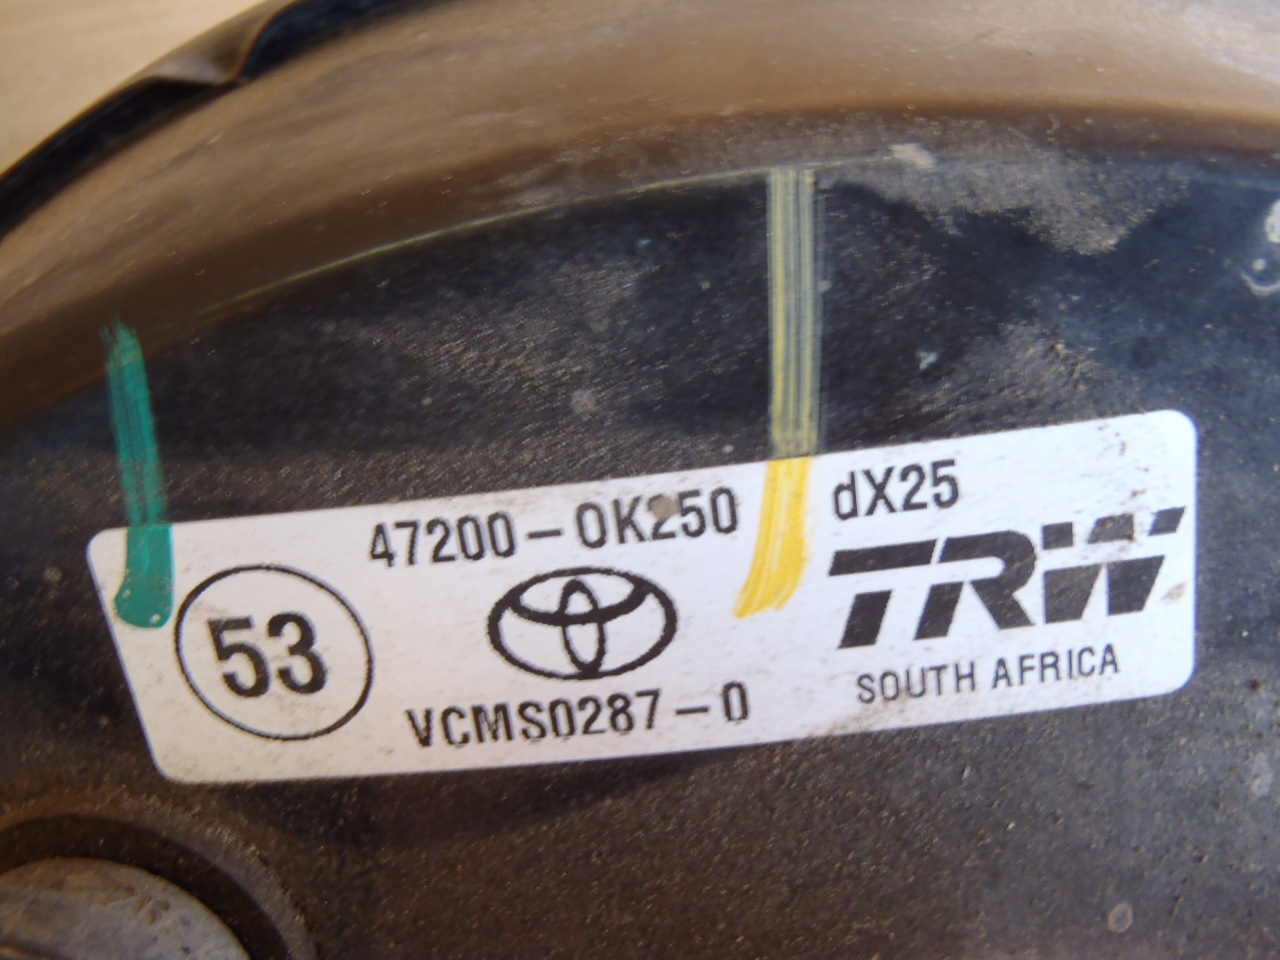 47200-0K250 dX25
53
TRW
VCMS0287-0
SOUTH AFRICA